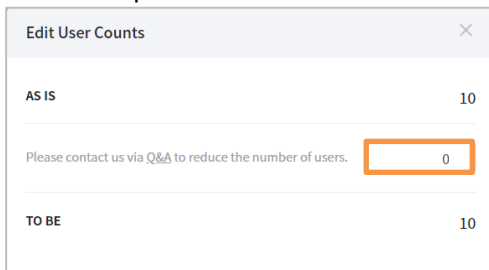 Edit User Counts ×
AS IS 10
Please contact us via Q&A to reduce the number of users. 0
TO BE 10